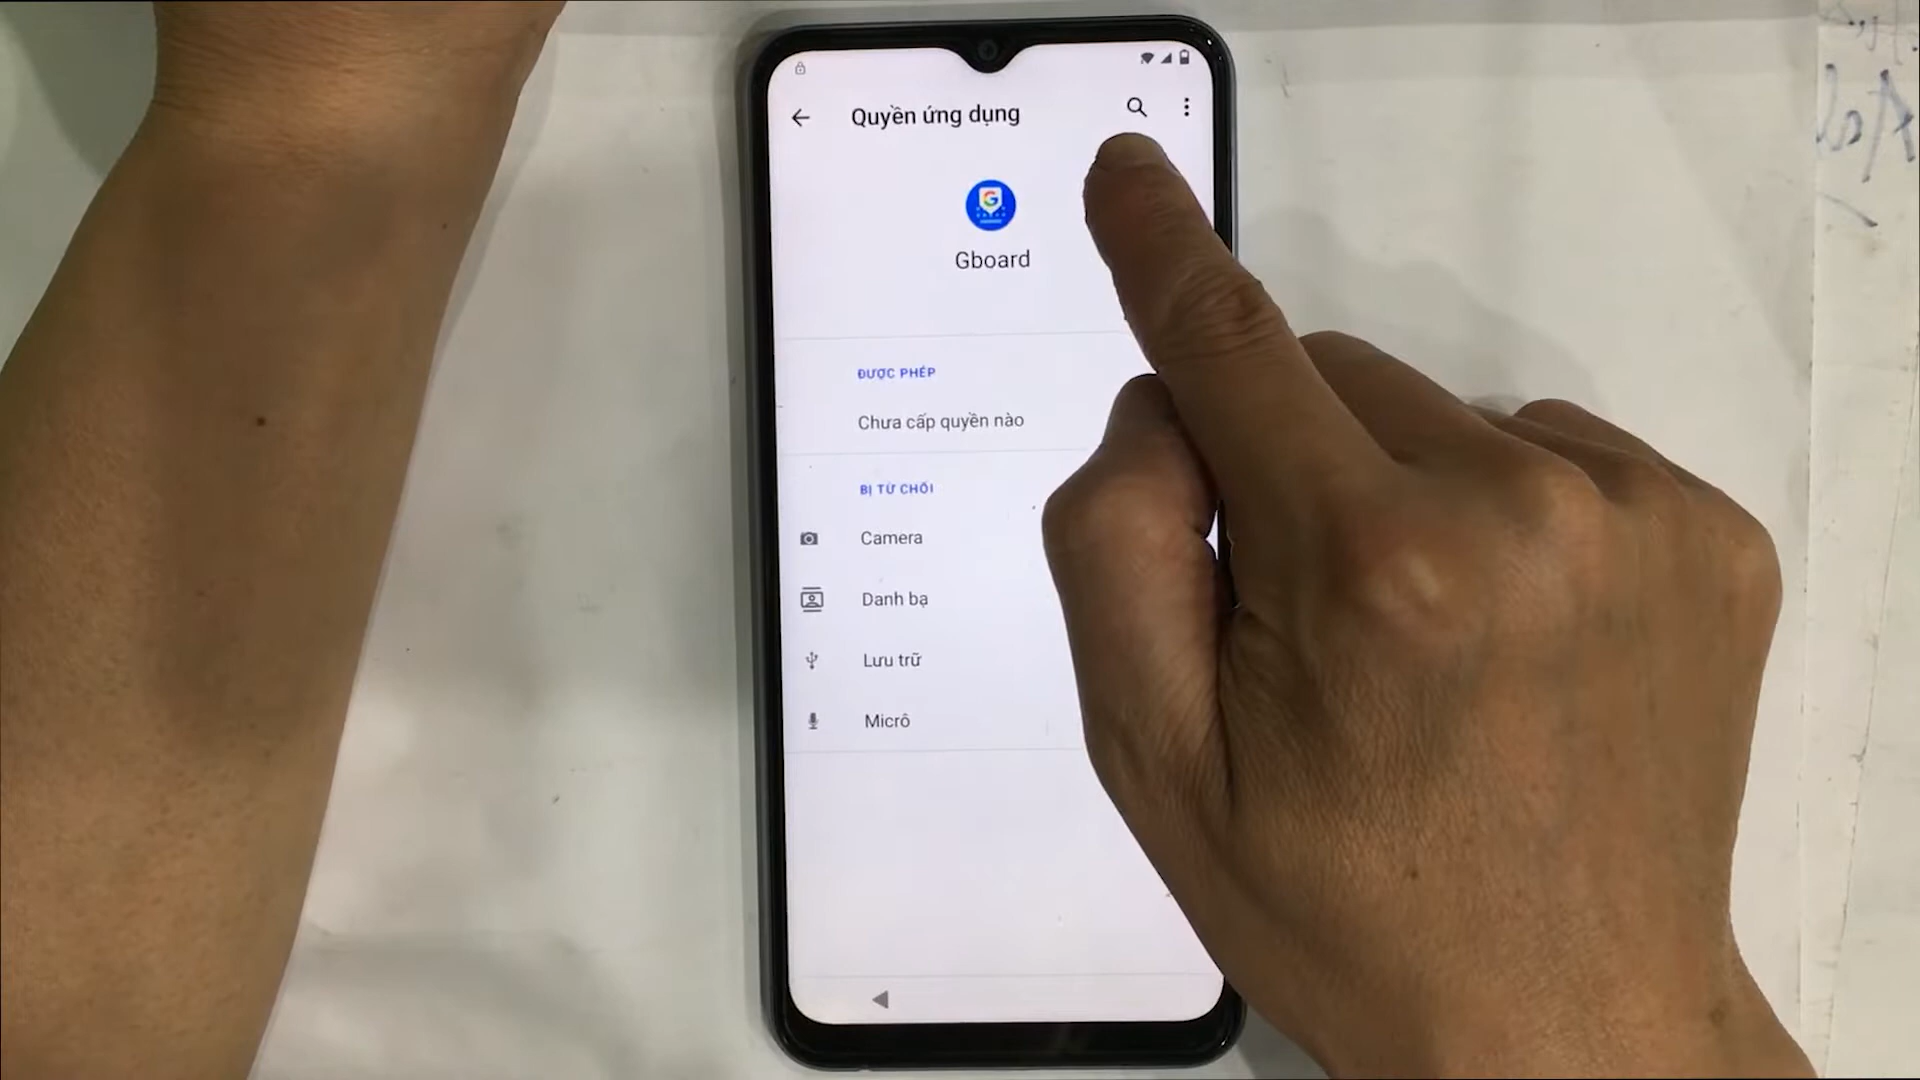 Quyền ứng dụng
G
Gboard
ĐƯỢC PHÉP
Chưa cấp quyền nào
BỊ TỪ CHỐI
Camera
Danh bạ
Lưu trữ
Micrô